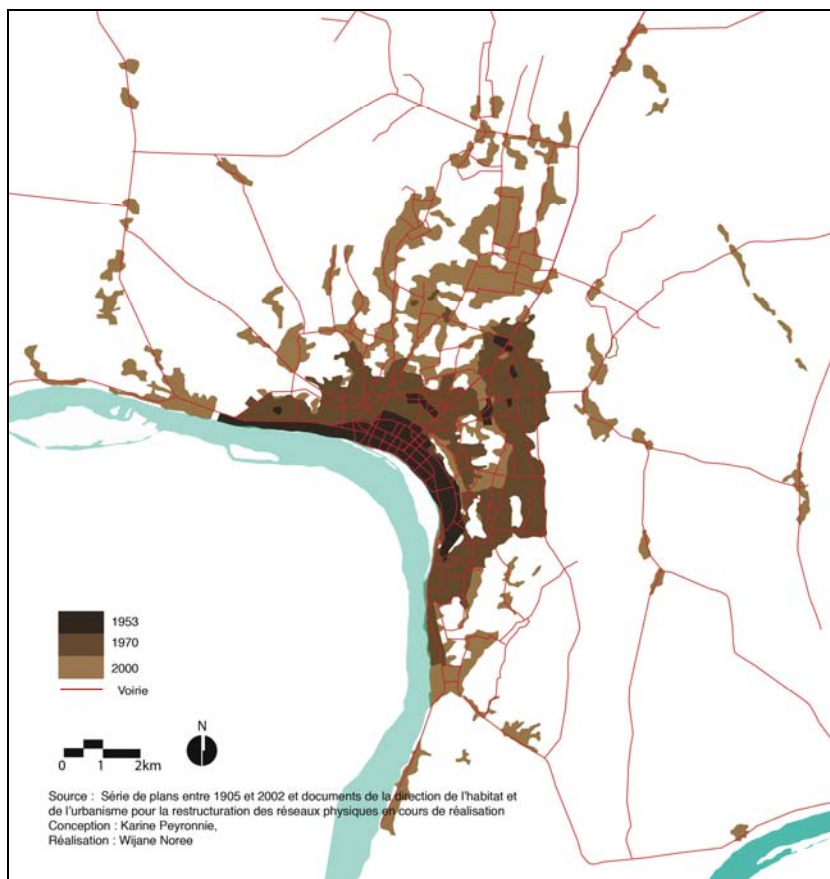 1953
1970
2000
Voirie
N
0 1 2km
Source : Série de plans entre 1905 et 2002 et documents de la direction de l'habitat et
de l'urbanisme pour la restructuration des réseaux physiques en cours de réalisation
Conception : Karine Peyronnie,
Réalisation : Wijane Noree